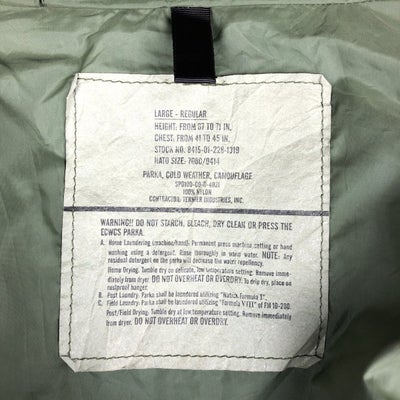 LARGE - REGULAR
HEIGHT: FROM 67 TO 71 IN.
CHEST: FROM 41 TO 45 IN.
STOCK NO. 8415-01-228-1319
NATO SIZE: 7080/9414
PARKA, COLD WEATHER, CAMOUFLAGE
100% NYLON
CONTRACTOR: TENNIER INDUSTRIES, INC.
WARNING!! DO NOT STARCH, BLEACH, DRY CLEAN OR PRESS THE
ECWCS PARKA.
A. Home Laundering (machine/hand): Permanent press machine setting or hand
washing using a detergent. Rinse thoroughly in warm water. NOTE: Any
residual detergent on the parka will decrease the water repellency.
Home Drying: Tumble dry on delicate, low temperature setting. Remove imme-
diately from dryer. DO NOT OVERHEAT OR OVERDRY. To drip dry, place on
rustproof hanger.
B. Post Laundry: Parka shall be laundered utilizing "Natick Formula 3".
C. Field Laundry: Parka shall be laundered utilizing "Formula VIII" of FM 10-280.
Post/Field Drying: Tumble dry at low temperature setting. Remove immediately
from dryer. DO NOT OVERHEAT OR OVERDRY.